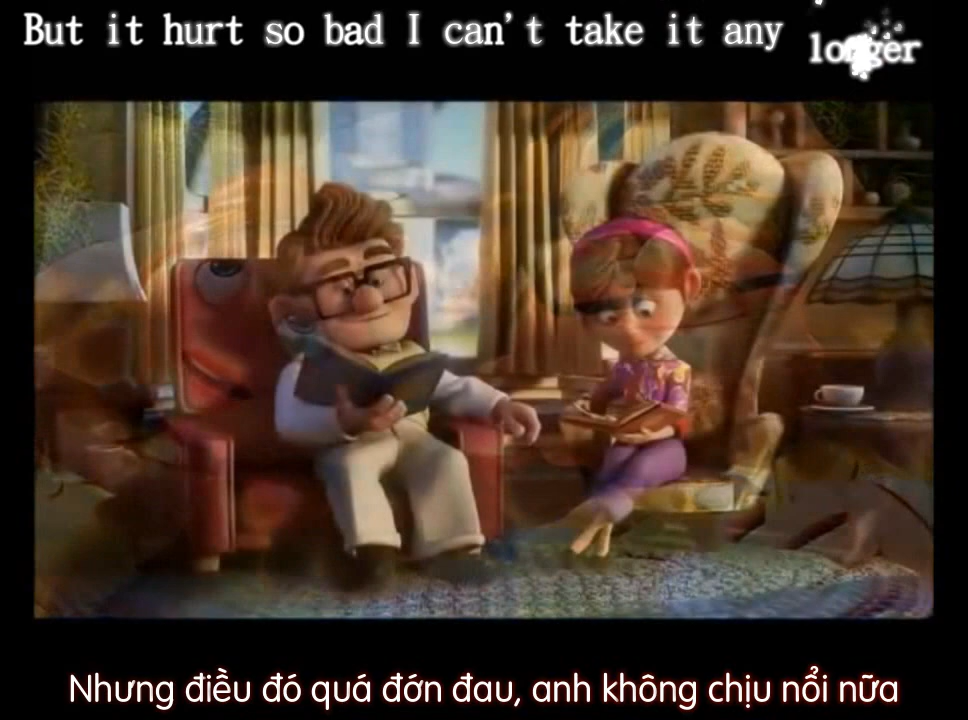 But it hurt so bad I can't take it any longer
Nhưng điều đó quá đớn đau, anh không chịu nổi nữa